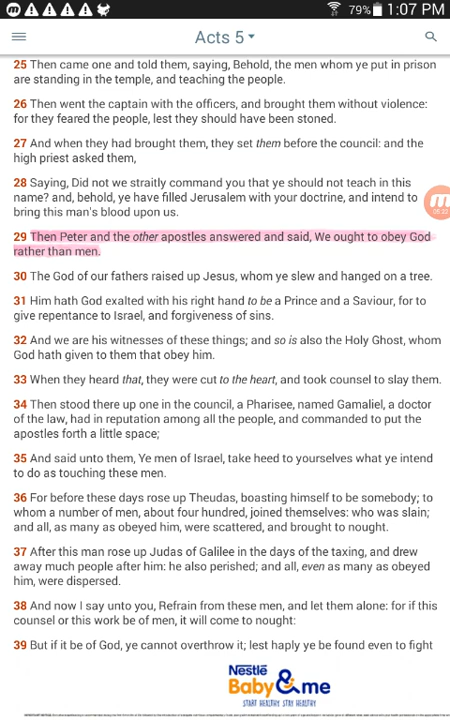 79% 1:07 PM
Acts 5
25 Then came one and told them, saying, Behold, the men whom ye put in prison
are standing in the temple, and teaching the people.
26 Then went the captain with the officers, and brought them without violence:
for they feared the people, lest they should have been stoned.
27 And when they had brought them, they set them before the council: and the
high priest asked them,
28 Saying, Did not we straitly command you that ye should not teach in this
name? and, behold, ye have filled Jerusalem with your doctrine, and intend to
bring this man's blood upon us.
29 Then Peter and the other apostles answered and said, We ought to obey God
rather than men.
30 The God of our fathers raised up Jesus, whom ye slew and hanged on a tree.
31 Him hath God exalted with his right hand to be a Prince and a Saviour, for to
give repentance to Israel, and forgiveness of sins.
32 And we are his witnesses of these things; and so is also the Holy Ghost, whom
God hath given to them that obey him.
33 When they heard that, they were cut to the heart, and took counsel to slay them.
34 Then stood there up one in the council, a Pharisee, named Gamaliel, a doctor
of the law, had in reputation among all the people, and commanded to put the
apostles forth a little space;
35 And said unto them, Ye men of Israel, take heed to yourselves what ye intend
to do as touching these men.
36 For before these days rose up Theudas, boasting himself to be somebody; to
whom a number of men, about four hundred, joined themselves: who was slain;
and all, as many as obeyed him, were scattered, and brought to nought.
37 After this man rose up Judas of Galilee in the days of the taxing, and drew
away much people after him: he also perished; and all, even as many as obeyed
him, were dispersed.
38 And now I say unto you, Refrain from these men, and let them alone: for if this
counsel or this work be of men, it will come to nought:
39 But if it be of God, ye cannot overthrow it; lest haply ye be found even to fight
Nestlé
Baby & me
START HEALTHY STAY HEALTHY